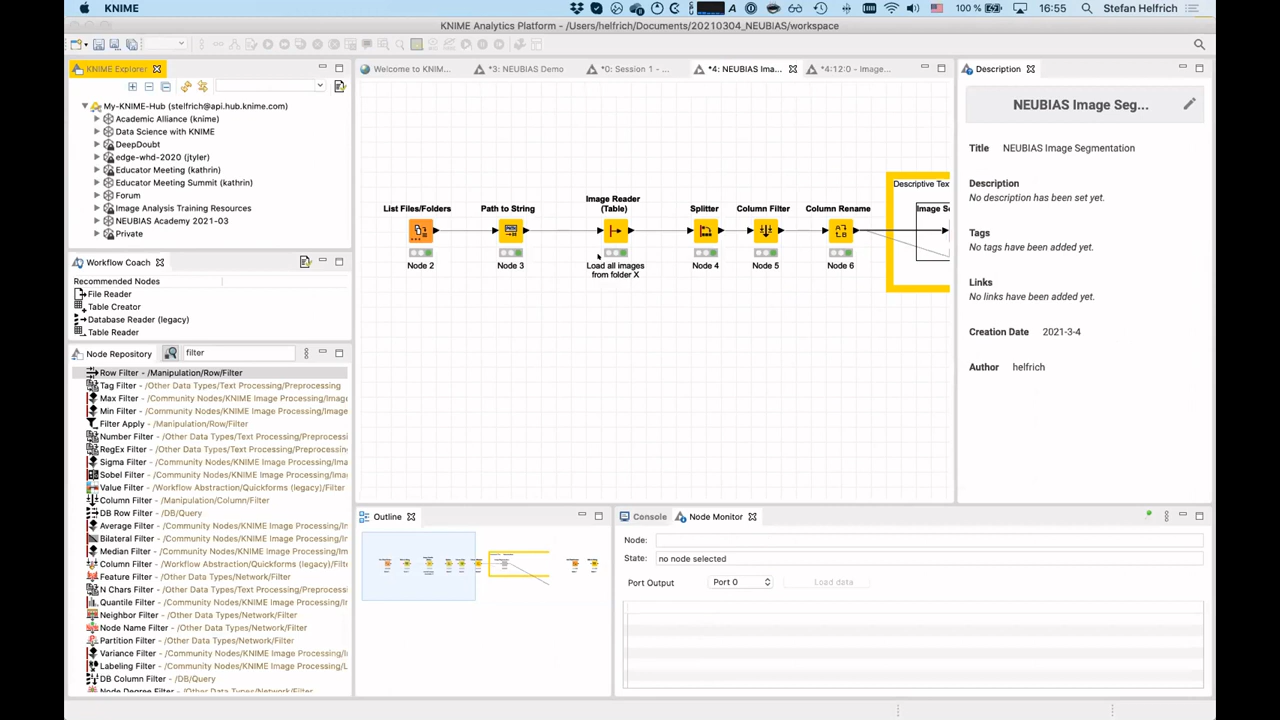 KNIME
100 %
16:55
Stefan Helfrich
KNIME Analytics Platform - /Users/helfrich/Documents/20210304_NEUBIAS/workspace
KNIME Explorer
My-KNIME-Hub (stelfrich@api.hub.knime.com)
Academic Alliance (knime)
Data Science with KNIME
DeepDoubt
edge-whd-2020 (jtyler)
Educator Meeting (kathrin)
Educator Meeting Summit (kathrin)
Forum
Image Analysis Training Resources
NEUBIAS Academy 2021-03
Private
Workflow Coach
Recommended Nodes
File Reader
Table Creator
Database Reader (legacy)
Table Reader
Node Repository
filter
Row Filter - /Manipulation/Row/Filter
Tag Filter - /Other Data Types/Text Processing/Preprocessing
Max Filter - /Community Nodes/KNIME Image Processing/Image
Min Filter - /Community Nodes/KNIME Image Processing/Image
Filter Apply - /Manipulation/Row/Filter
Number Filter - /Other Data Types/Text Processing/Preprocessi
RegEx Filter - /Other Data Types/Text Processing/Preprocess
Sigma Filter - /Community Nodes/KNIME Image Processing/Ima
Sobel Filter - /Community Nodes/KNIME Image Processing/Ima
Value Filter - /Workflow Abstraction/Quickforms (legacy)/Filter
Column Filter - /Manipulation/Column/Filter
DB Row Filter - /DB/Query
Average Filter - /Community Nodes/KNIME Image Processing/I
Bilateral Filter - /Community Nodes/KNIME Image Processing/I
Median Filter - /Community Nodes/KNIME Image Processing/I
Column Filter - /Workflow Abstraction/Quickforms (legacy)/Filte
Feature Filter - /Other Data Types/Network/Filter
N Chars Filter - /Other Data Types/Text Processing/Preprocess
Quantile Filter - /Community Nodes/KNIME Image Processing/I
Neighbor Filter - /Other Data Types/Network/Filter
Node Name Filter - /Other Data Types/Network/Filter
Partition Filter - /Other Data Types/Network/Filter
Variance Filter - /Community Nodes/KNIME Image Processing/I
Labeling Filter - /Community Nodes/KNIME Image Processing/L
DB Column Filter - /DB/Query
Node Degree Filter - /Other Data Types/Network/Filter
Welcome to KNIM...
*3: NEUBIAS Demo
*0: Session 1 - ...
*4: NEUBIAS Ima...
*4:12:0 - Image...
List Files/Folders
Node 2
Path to String
Node 3
Image Reader
(Table)
Load all images
from folder X
Splitter
Node 4
Column Filter
Node 5
Column Rename
Node 6
Descriptive Text
Image S
Outline
Description
NEUBIAS Image Seg...
Title NEUBIAS Image Segmentation
Description
No description has been set yet.
Tags
No tags have been added yet.
Links
No links have been added yet.
Creation Date 2021-3-4
Author helfrich
Console
Node Monitor
Node:
State: no node selected
Port Output Port 0 Load data